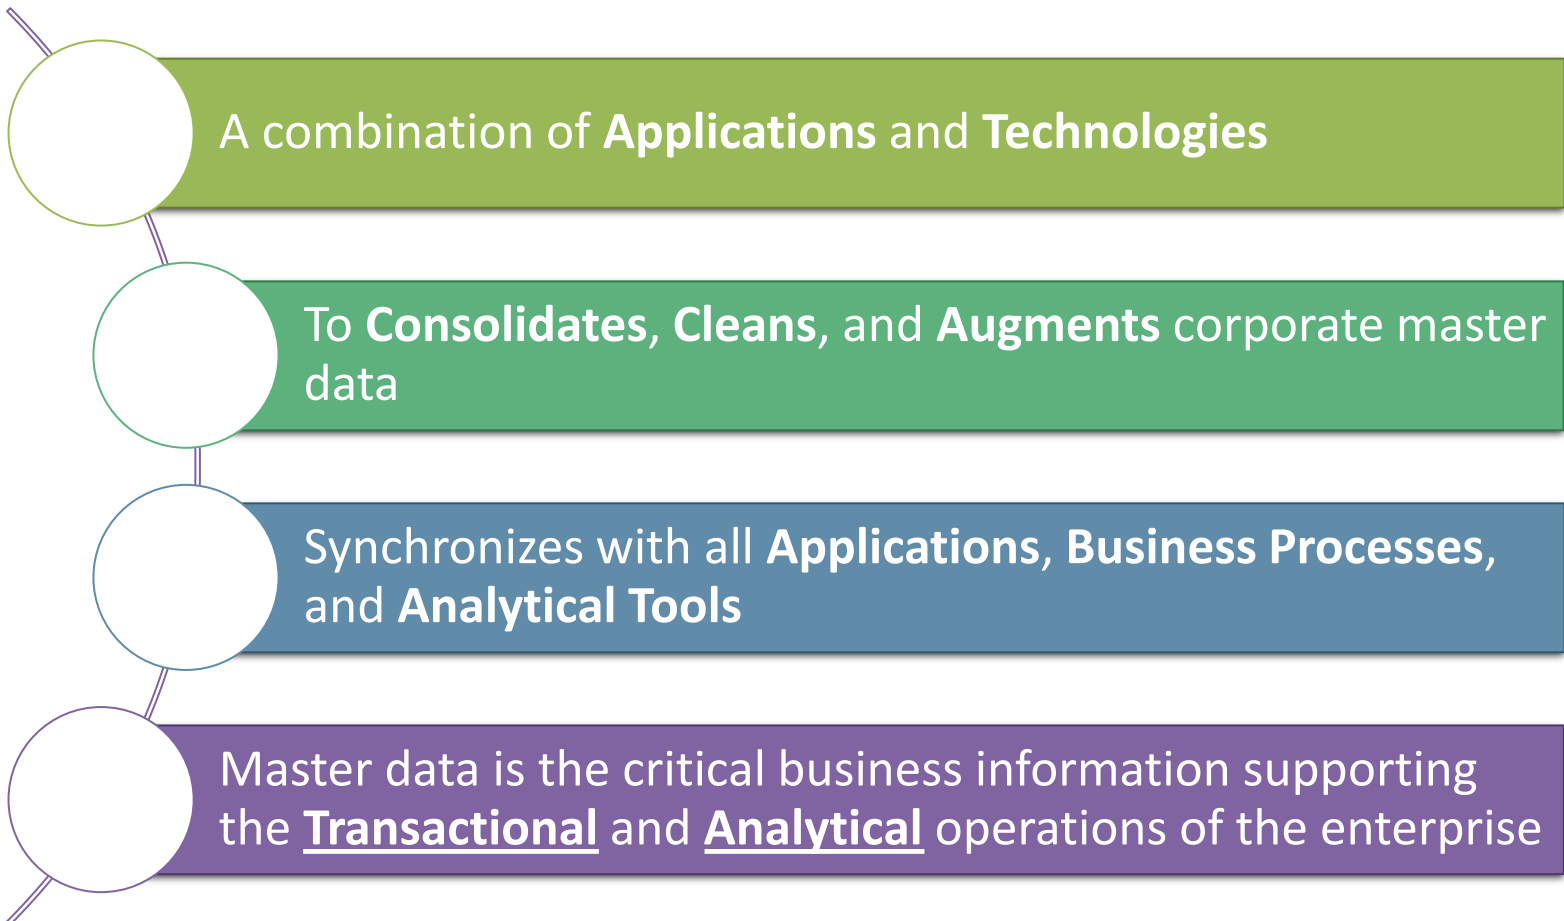 A combination of Applications and Technologies
To Consolidates, Cleans, and Augments corporate master
data
Synchronizes with all Applications, Business Processes,
and Analytical Tools
Master data is the critical business information supporting
the Transactional and Analytical operations of the enterprise